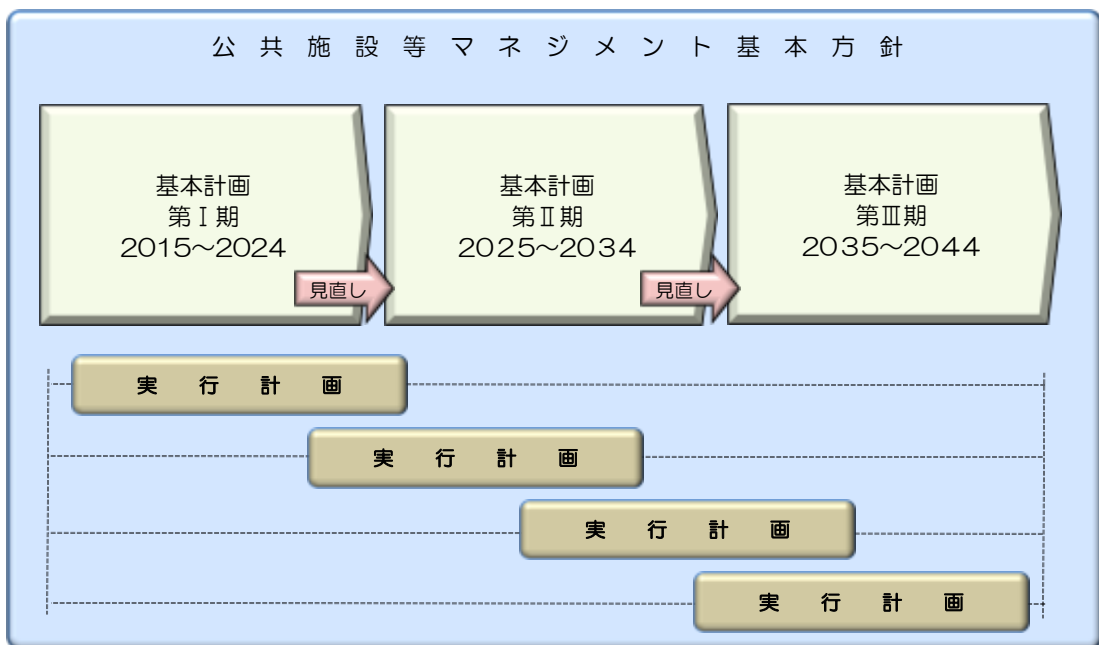 公共施設等マネジメント基本方針
基本計画
第Ⅰ期
2015～2024
見直し
基本計画
第Ⅱ期
2025～2034
見直し
基本計画
第Ⅲ期
2035～2044
実行計画
実行計画
実行計画
実行計画